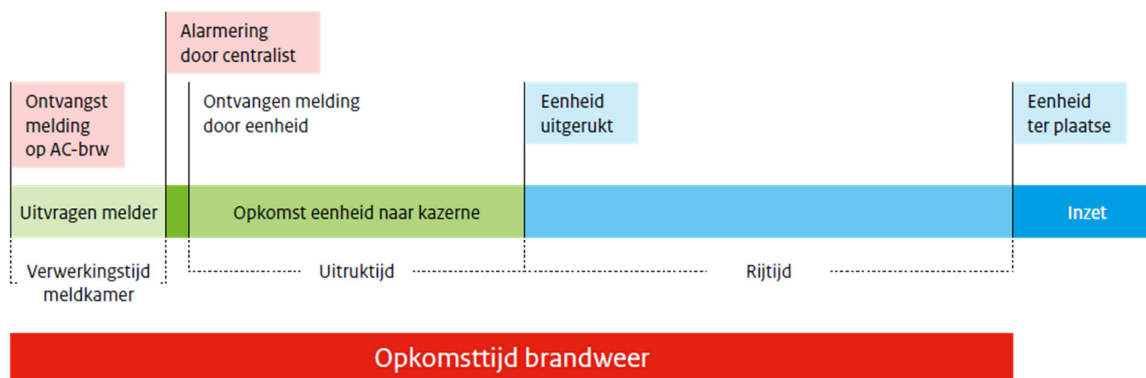 Alarmering
door centralist
Ontvangst
melding
op AC-brw
Ontvangen melding
door eenheid
Eenheid
uitgerukt
Eenheid
ter plaatse
Uitvragen melder
Opkomst eenheid naar kazerne
Inzet
Verwerkingstijd
meldkamer
Uitruktijd
Rijtijd
Opkomsttijd brandweer